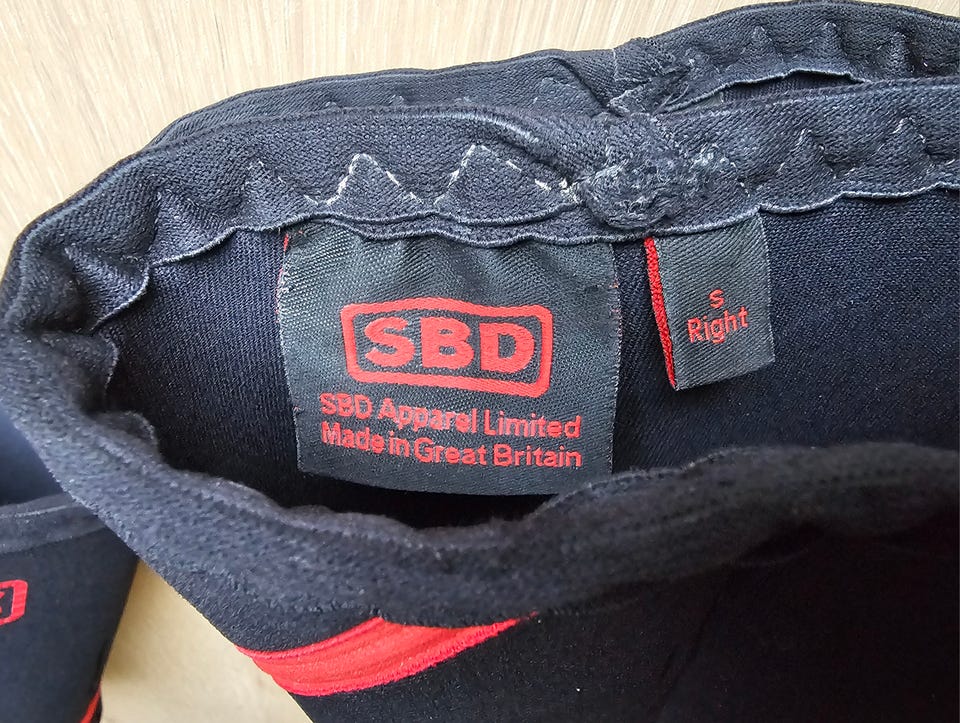 SBD
SBD Apparel Limited
Made in Great Britain
S
Right